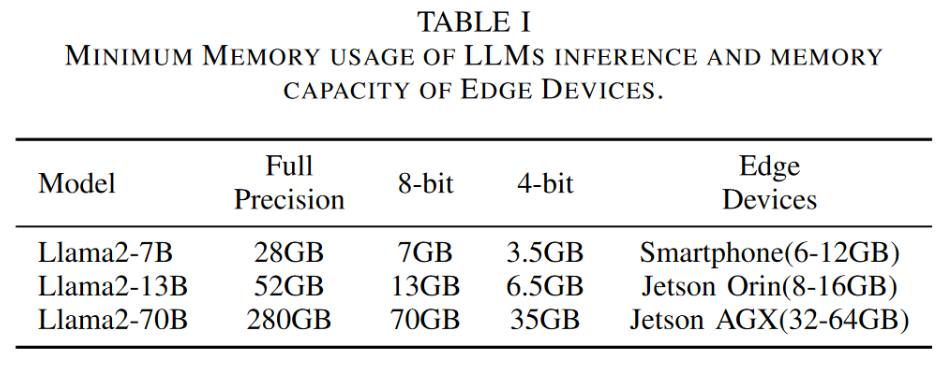 TABLE I
MINIMUM MEMORY USAGE OF LLMS INFERENCE AND MEMORY
CAPACITY OF EDGE DEVICES.
Model Full Precision 8-bit 4-bit Edge Devices
Llama2-7B 28GB 7GB 3.5GB Smartphone(6-12GB)
Llama2-13B 52GB 13GB 6.5GB Jetson Orin(8-16GB)
Llama2-70B 280GB 70GB 35GB Jetson AGX(32-64GB)